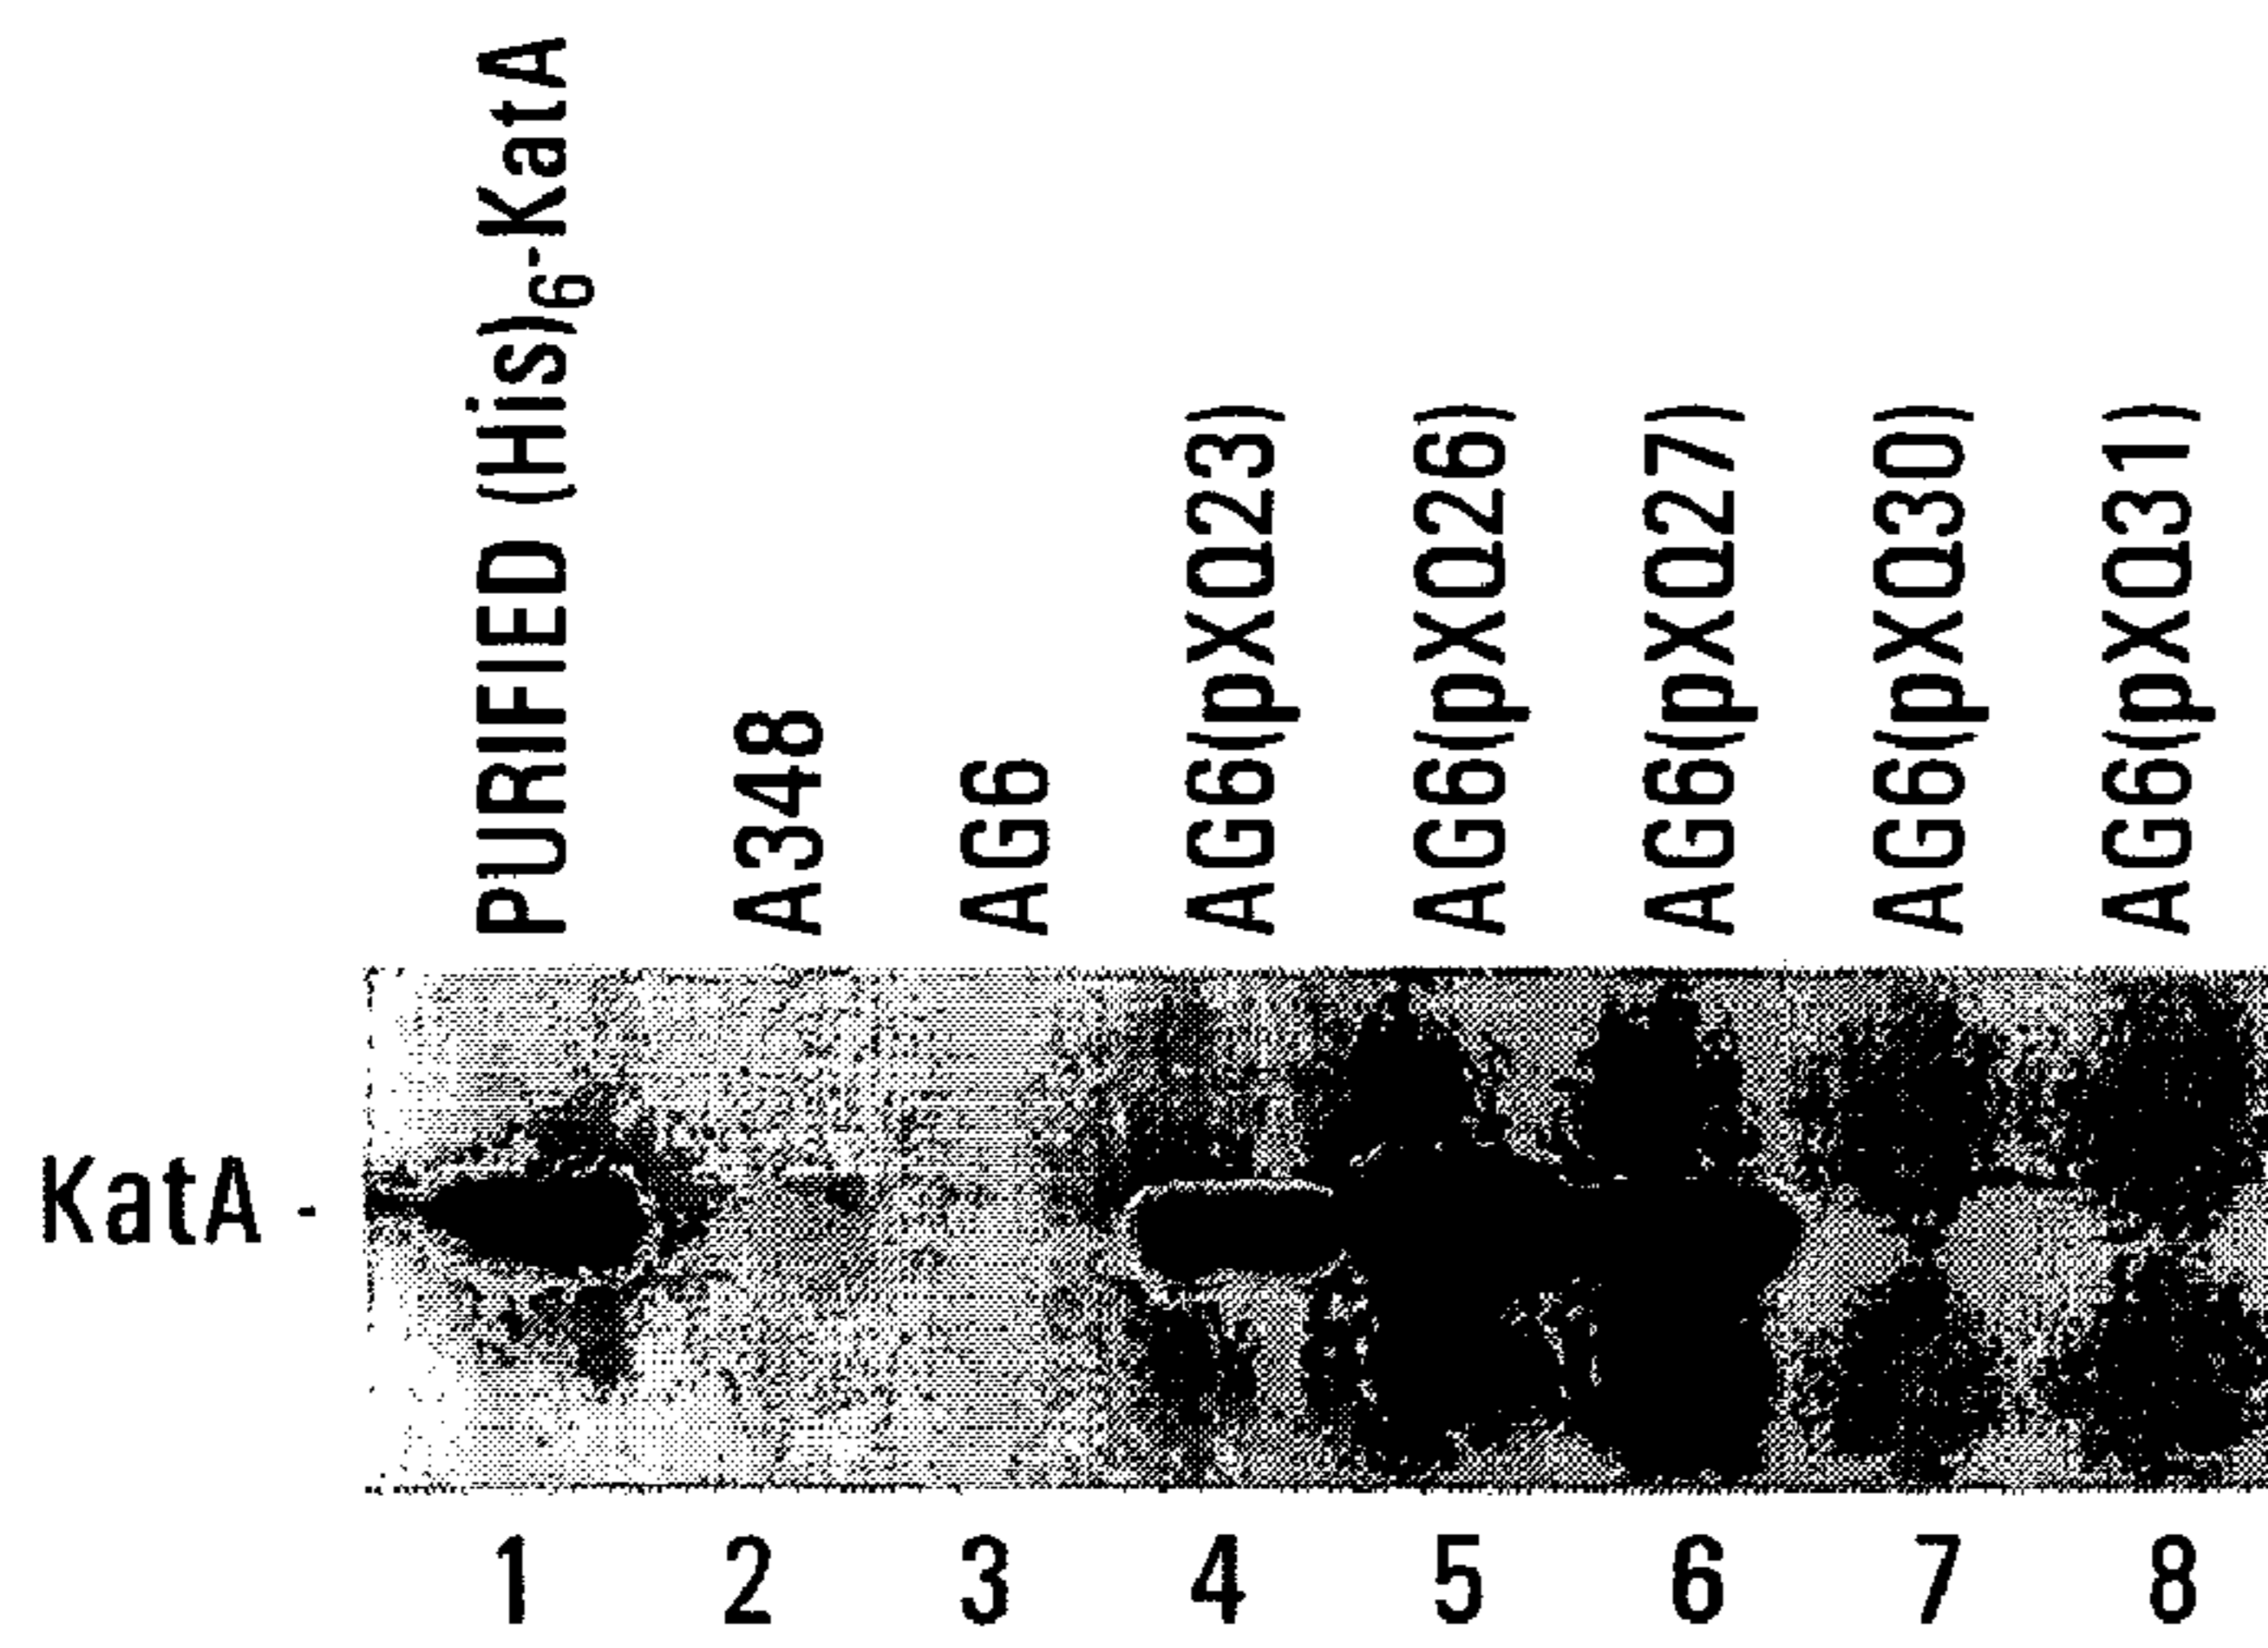 PURIFIED (His)6-KatA
A348
AG6
AG6(pXQ23)
AG6(pXQ26)
AG6(pXQ27)
AG6(pXQ30)
AG6(pXQ31)
KatA -
1 2 3 4 5 6 7 8